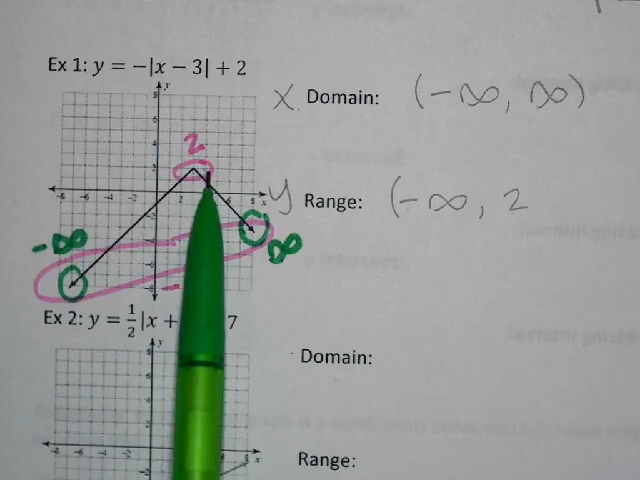 Ex 1: y = −|x − 3| + 2
X Domain: (-∞, ∞)
2
y Range: (-∞, 2
-∞
∞
Ex 2: y = 1/2|x + 7
Domain:
Range: